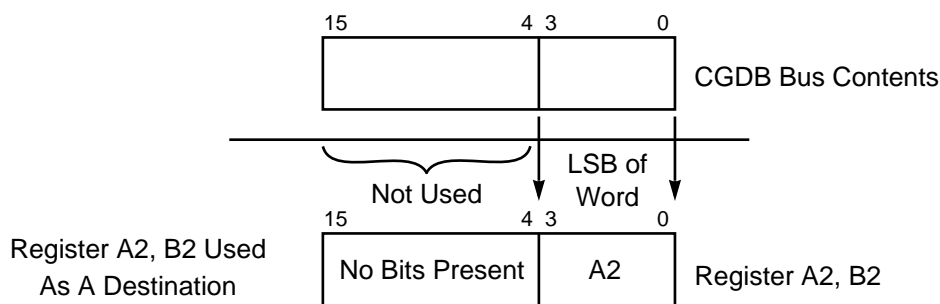 15 4 3 0
CGDB Bus Contents
LSB of
Word
Not Used
15 4 3 0
Register A2, B2 Used
As A Destination
No Bits Present
A2
Register A2, B2